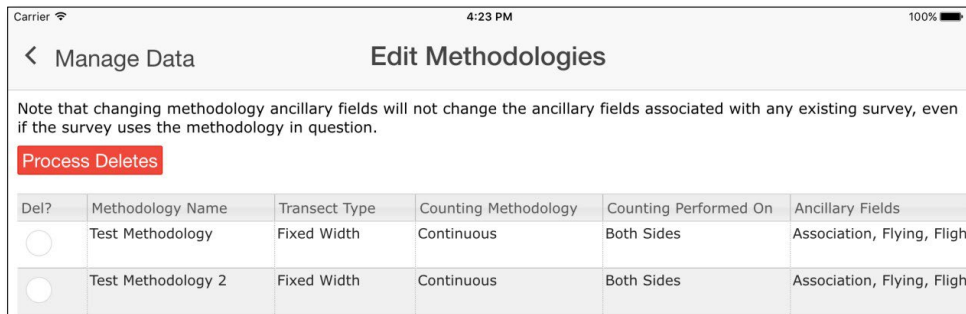 Carrier 4:23 PM 100%
Manage Data Edit Methodologies
Note that changing methodology ancillary fields will not change the ancillary fields associated with any existing survey, even
if the survey uses the methodology in question.
Process Deletes
Del? Methodology Name Transect Type Counting Methodology Counting Performed On Ancillary Fields
Test Methodology Fixed Width Continuous Both Sides Association, Flying, Fligh
Test Methodology 2 Fixed Width Continuous Both Sides Association, Flying, Fligh